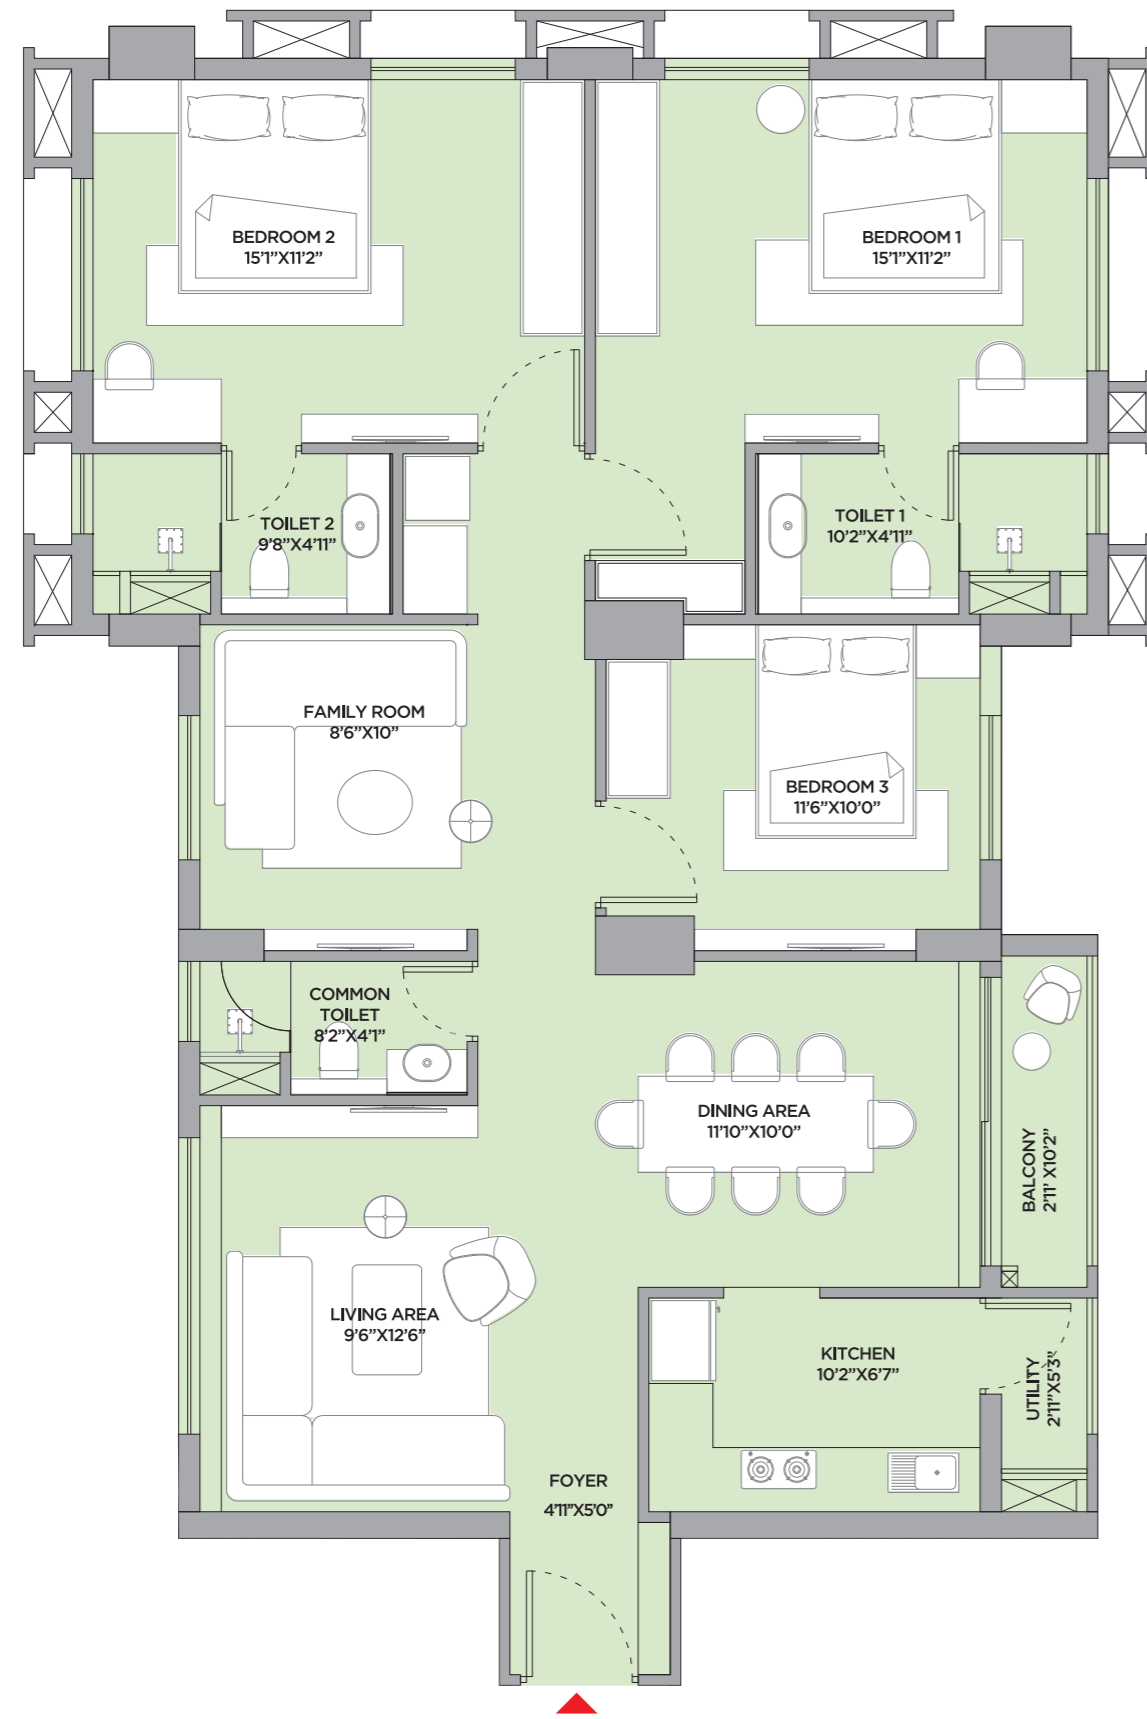 BEDROOM 2
15'1”X11'2”
BEDROOM 1
15'1”X11'2”
TOILET 2
9'8”X4'11”
TOILET 1
10'2”X4'11”
FAMILY ROOM
8'6”X10”
BEDROOM 3
11'6”X10'0”
COMMON
TOILET
8'2”X4'1”
DINING AREA
11'10”X10'0”
BALCONY
2'11' X10'2”
LIVING AREA
9'6”X12'6”
KITCHEN
10'2”X6'7”
UTILITY
2'11”X5'3”
FOYER
4'11”X5'0”